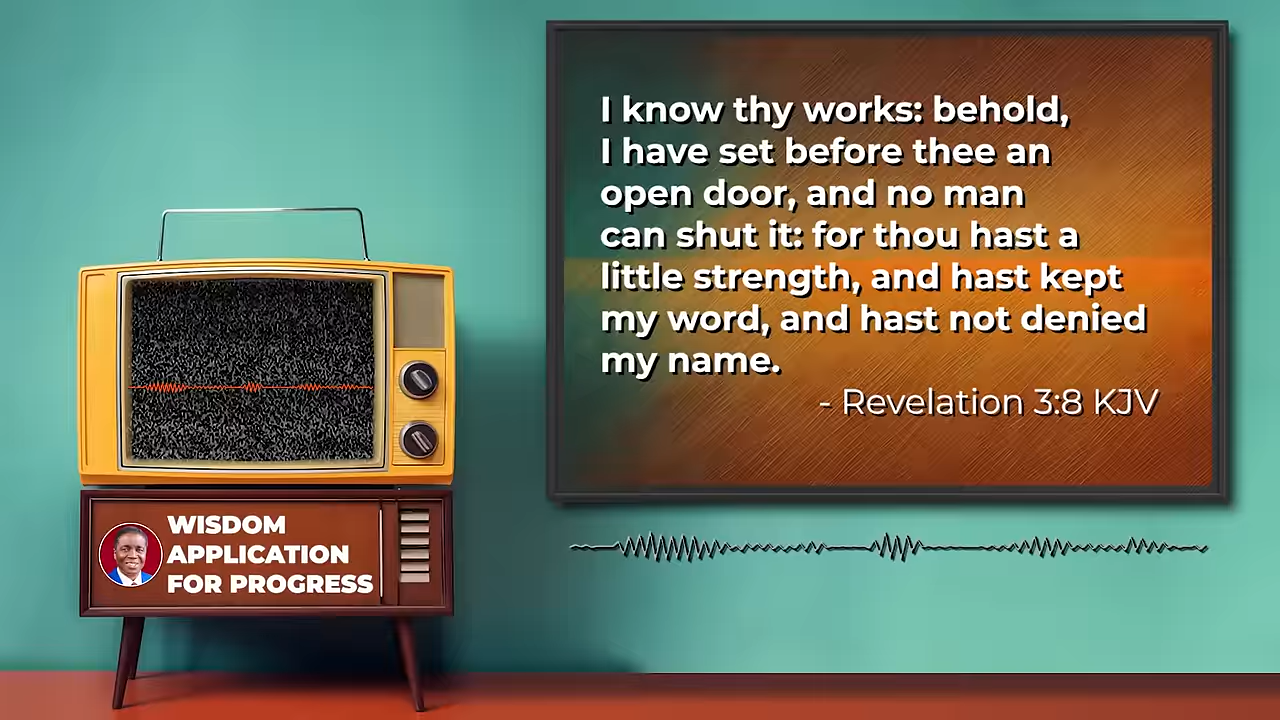 I know thy works: behold,
I have set before thee an
open door, and no man
can shut it: for thou hast a
little strength, and hast kept
my word, and hast not denied
my name.
- Revelation 3:8 KJV
WISDOM
APPLICATION
FOR PROGRESS